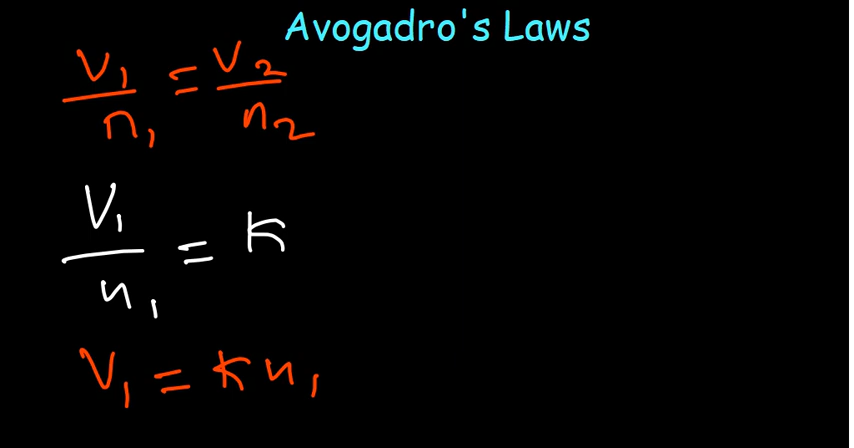 Avogadro's Laws
V₁/n₁ = V₂/n₂
V₁/n₁ = K
V₁ = Kn₁